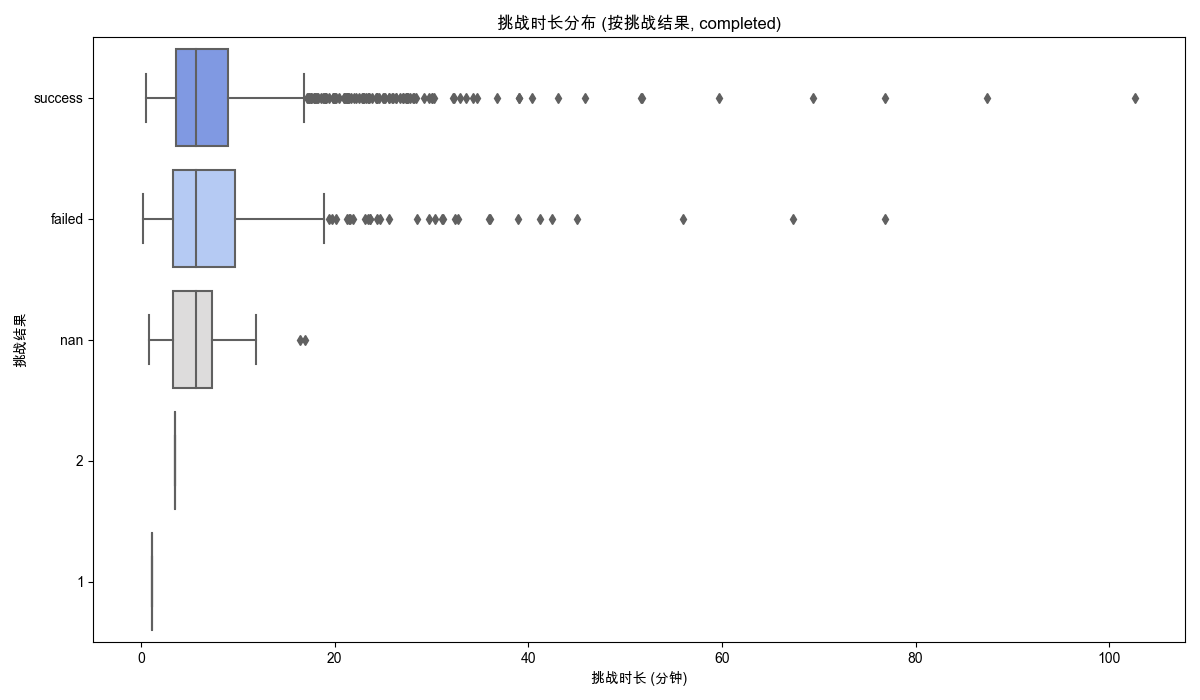 挑战时长分布 (按挑战结果, completed)
挑战结果
success
failed
nan
2
1
0 20 40 60 80 100
挑战时长 (分钟)